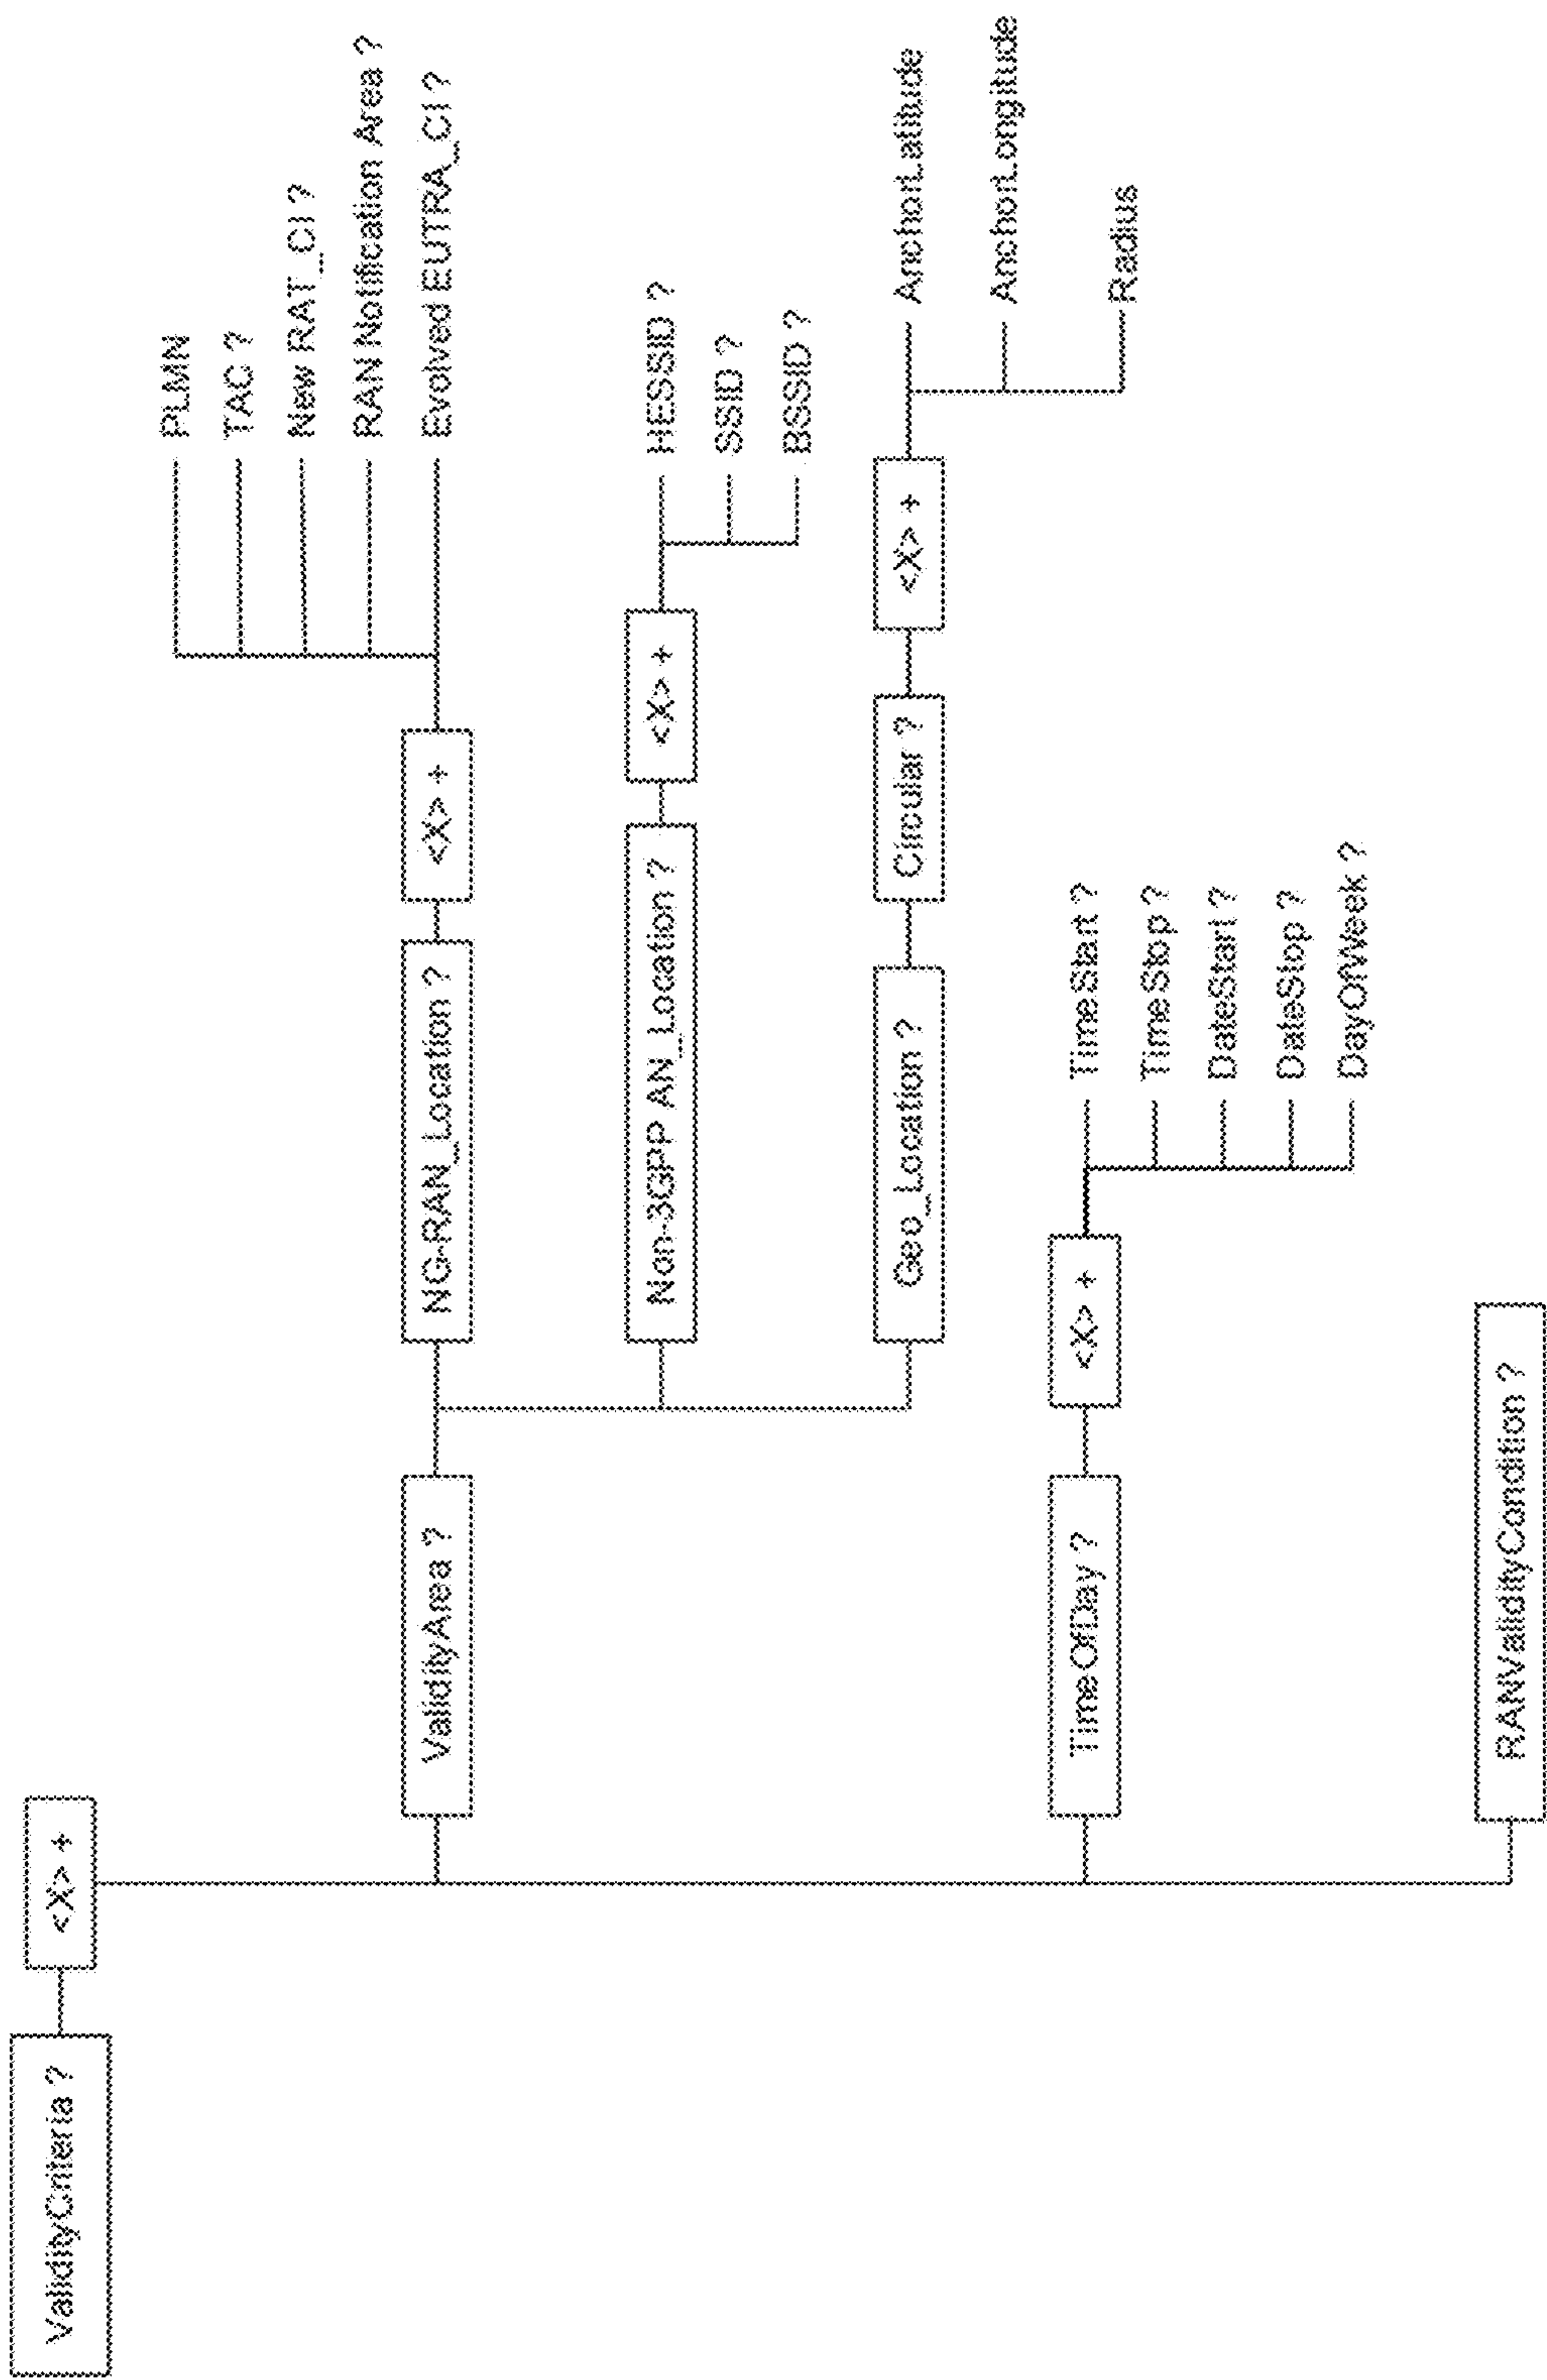 ValidityCriteria ?
<X> +
ValidityArea ?
NG-RAN_Location ?
<X> +
PLMN
TAC ?
New RAT_CI ?
RAN Notification Area ?
Evolved EUTRA_CI ?
Non-3GPP AN_Location ?
<X> +
HESSID ?
SSID ?
BSSID ?
Geo_Location ?
Circular ?
<X> +
AnchorLatitude
AnchorLongitude
Radius
TimeOfDay ?
<X> +
TimeStart ?
TimeStop ?
DateStart ?
DateStop ?
DayOfWeek ?
RANValidityCondition ?